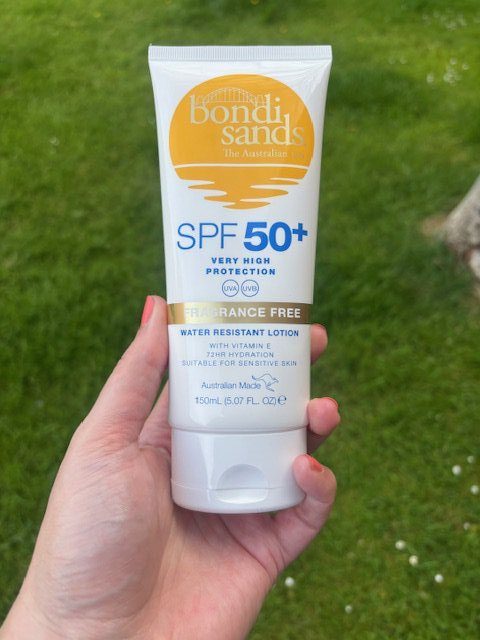 bondi
sands
The Australian
SPF 50+
VERY HIGH
PROTECTION
UVA UVB
FRAGRANCE FREE
WATER RESISTANT LOTION
WITH VITAMIN E
72HR HYDRATION
SUITABLE FOR SENSITIVE SKIN
Australian Made
150mL (5.07 FL. OZ) ℮